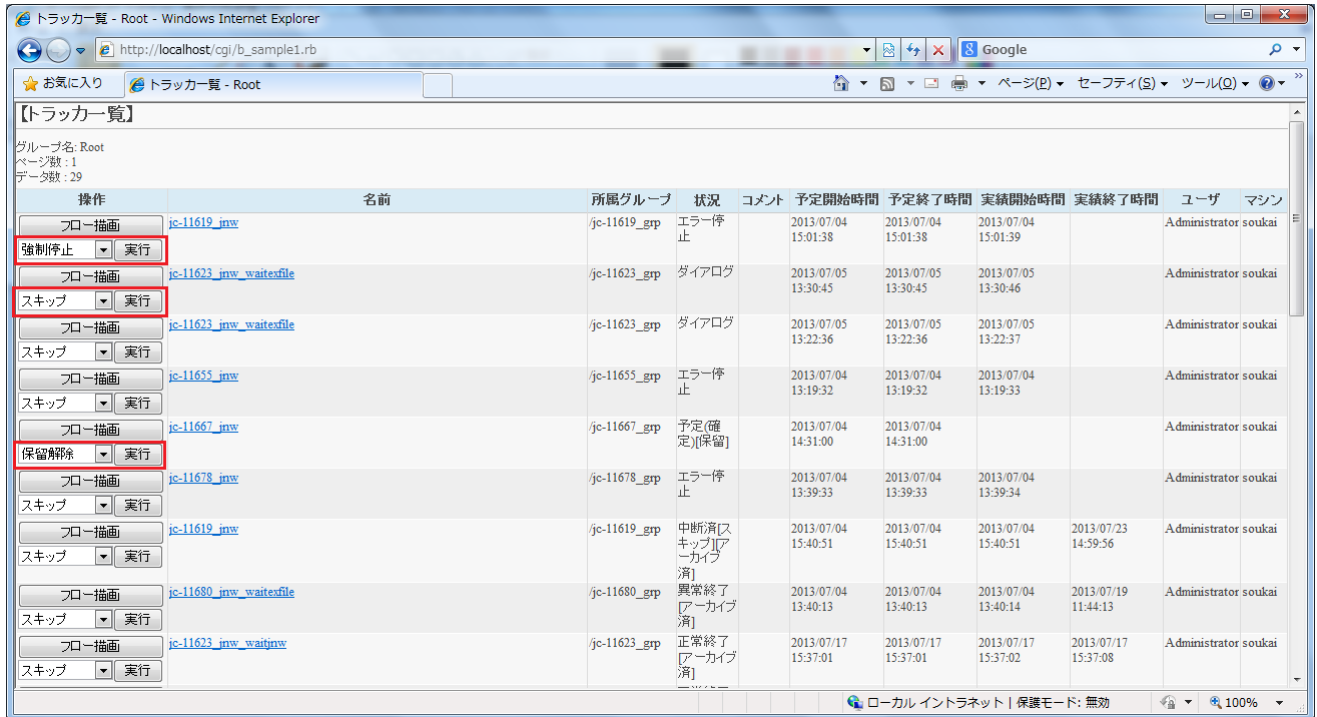 トラッカー覧 - Root - Windows Internet Explorer
http://localhost/cgi/b_sample1.rb
Google
お気に入り
トラッカー覧 - Root
ページ(P)
セーフティ(S)
ツール(O)
【トラッカー覧】
グループ名: Root
ページ数 : 1
データ数 : 29
操作 名前 所属グループ 状況 コメント 予定開始時間 予定終了時間 実績開始時間 実績終了時間 ユーザ マシン
フロー描画 jc-11619_jnw /jc-11619_grp エラー停 2013/07/04 2013/07/04 2013/07/04 Administrator soukai
強制停止 実行 止 15:01:38 15:01:38 15:01:39
フロー描画 jc-11623_jnw_waitexfile /jc-11623_grp ダイアログ 2013/07/05 2013/07/05 2013/07/05 Administrator soukai
スキップ 実行 13:30:45 13:30:45 13:30:46
フロー描画 jc-11623_jnw_waitexfile /jc-11623_grp ダイアログ 2013/07/05 2013/07/05 2013/07/05 Administrator soukai
スキップ 実行 13:22:36 13:22:36 13:22:37
フロー描画 jc-11655_jnw /jc-11655_grp エラー停 2013/07/04 2013/07/04 2013/07/04 Administrator soukai
スキップ 実行 止 13:19:32 13:19:32 13:19:33
フロー描画 jc-11667_jnw /jc-11667_grp 予定(確 2013/07/04 2013/07/04 Administrator soukai
保留解除 実行 定)[保留] 14:31:00 14:31:00
フロー描画 jc-11678_jnw /jc-11678_grp エラー停 2013/07/04 2013/07/04 2013/07/04 Administrator soukai
スキップ 実行 止 13:39:33 13:39:33 13:39:34
フロー描画 jc-11619_jnw /jc-11619_grp 中断済[ス 2013/07/04 2013/07/04 2013/07/04 2013/07/23 Administrator soukai
スキップ 実行 キップ][ア 15:40:51 15:40:51 15:40:51 14:59:56
ーカイブ
済]
フロー描画 jc-11680_jnw_waitexfile /jc-11680_grp 異常終了 2013/07/04 2013/07/04 2013/07/04 2013/07/19 Administrator soukai
スキップ 実行 [アーカイブ 13:40:13 13:40:13 13:40:14 11:44:13
済]
フロー描画 jc-11623_jnw_waitjnw /jc-11623_grp 正常終了 2013/07/17 2013/07/17 2013/07/17 2013/07/17 Administrator soukai
スキップ 実行 [アーカイブ 15:37:01 15:37:01 15:37:02 15:37:08
済]
ローカル イントラネット | 保護モード: 無効
100%